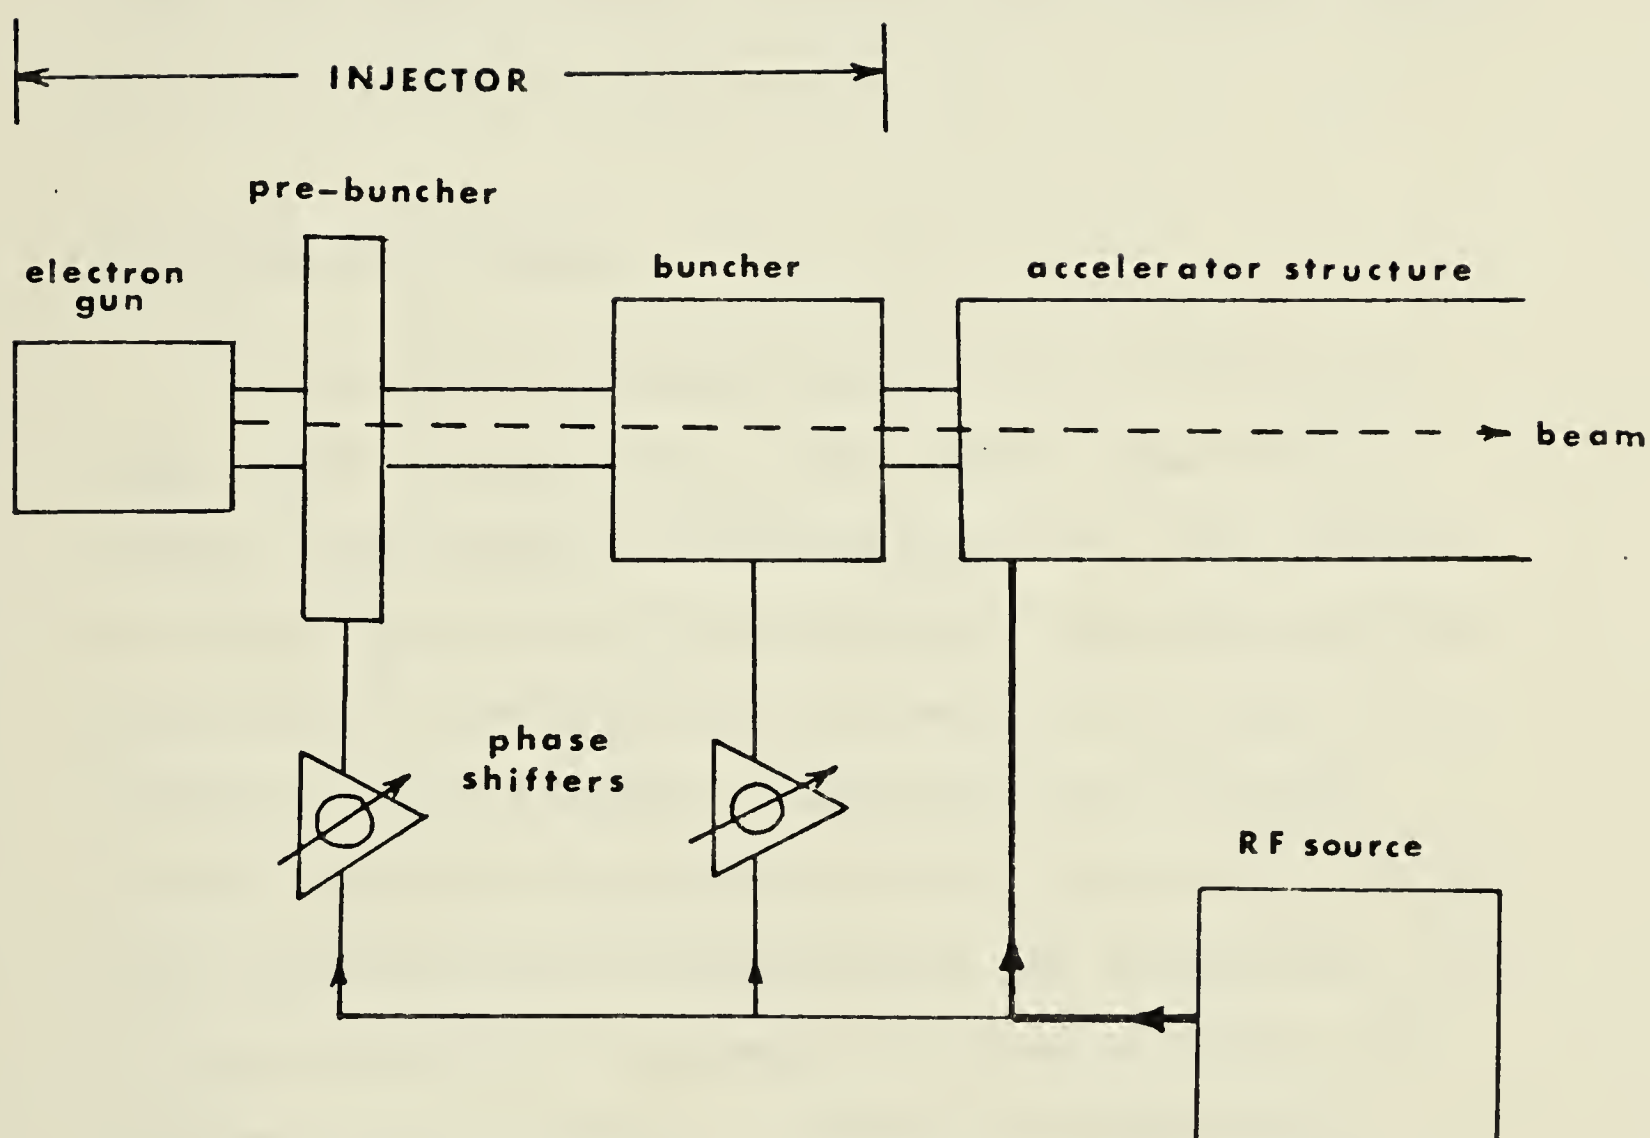 INJECTOR
pre-buncher
electron
gun
buncher
accelerator structure
beam
phase
shifters
RF source